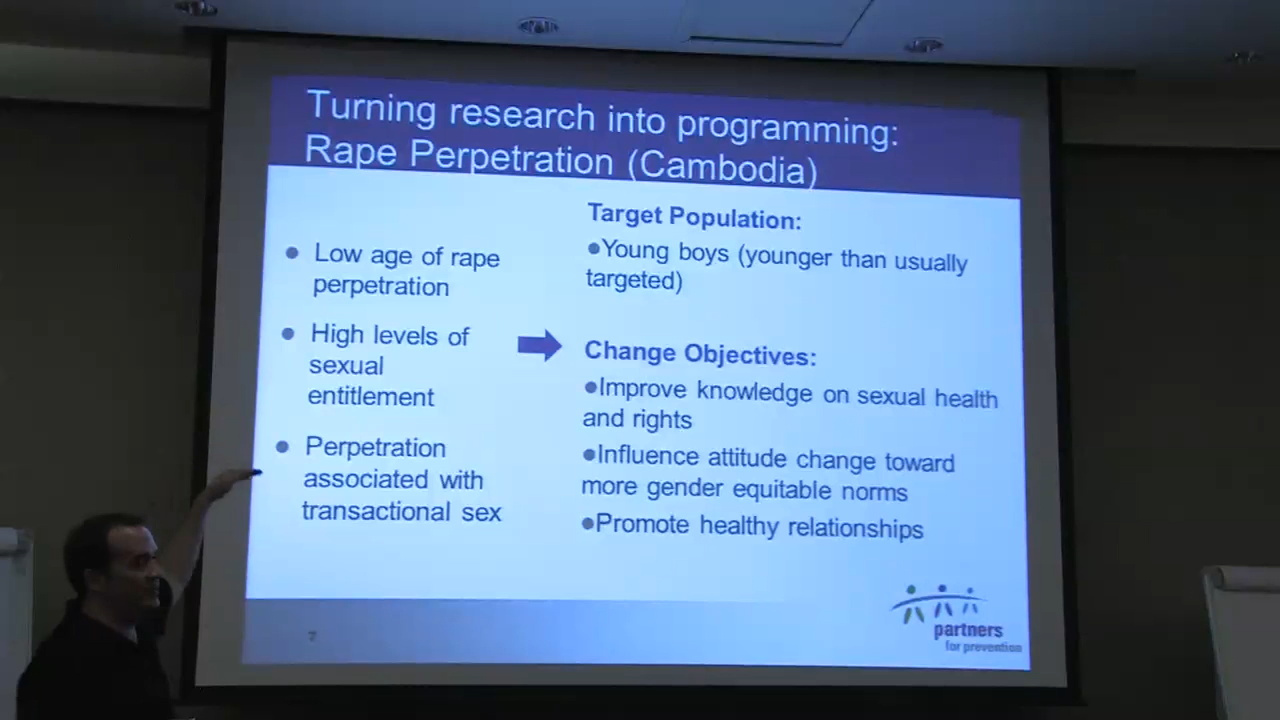 Turning research into programming:
Rape Perpetration (Cambodia)
● Low age of rape
perpetration
● High levels of
sexual
entitlement
● Perpetration
associated with
transactional sex
Target Population:
●Young boys (younger than usually
targeted)
Change Objectives:
●Improve knowledge on sexual health
and rights
●Influence attitude change toward
more gender equitable norms
●Promote healthy relationships
7
partners
for prevention